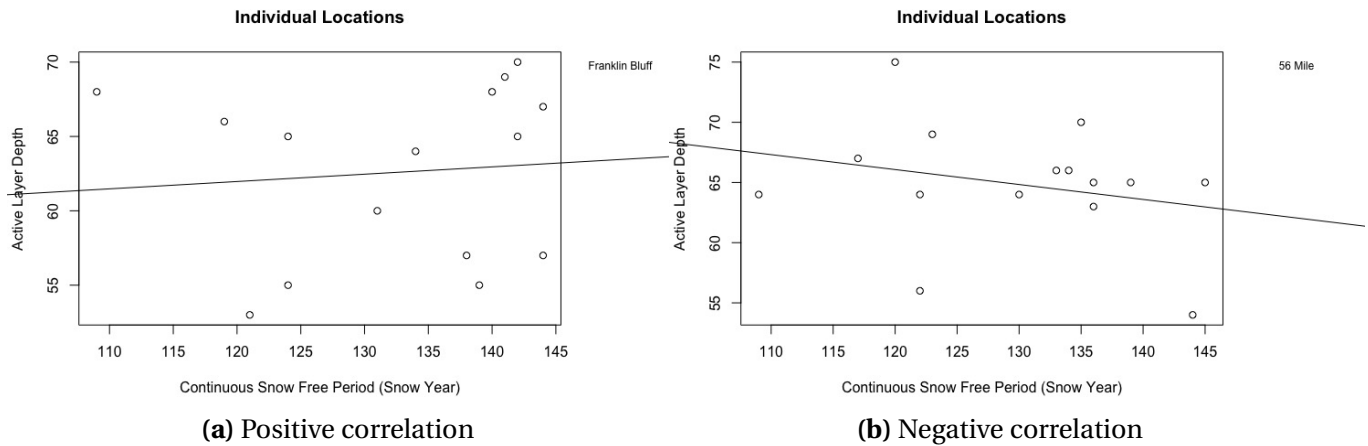 Individual Locations
Franklin Bluff
Active Layer Depth
70
65
60
55
110 115 120 125 130 135 140 145
Continuous Snow Free Period (Snow Year)
(a) Positive correlation
Individual Locations
56 Mile
Active Layer Depth
75
70
65
60
55
110 115 120 125 130 135 140 145
Continuous Snow Free Period (Snow Year)
(b) Negative correlation